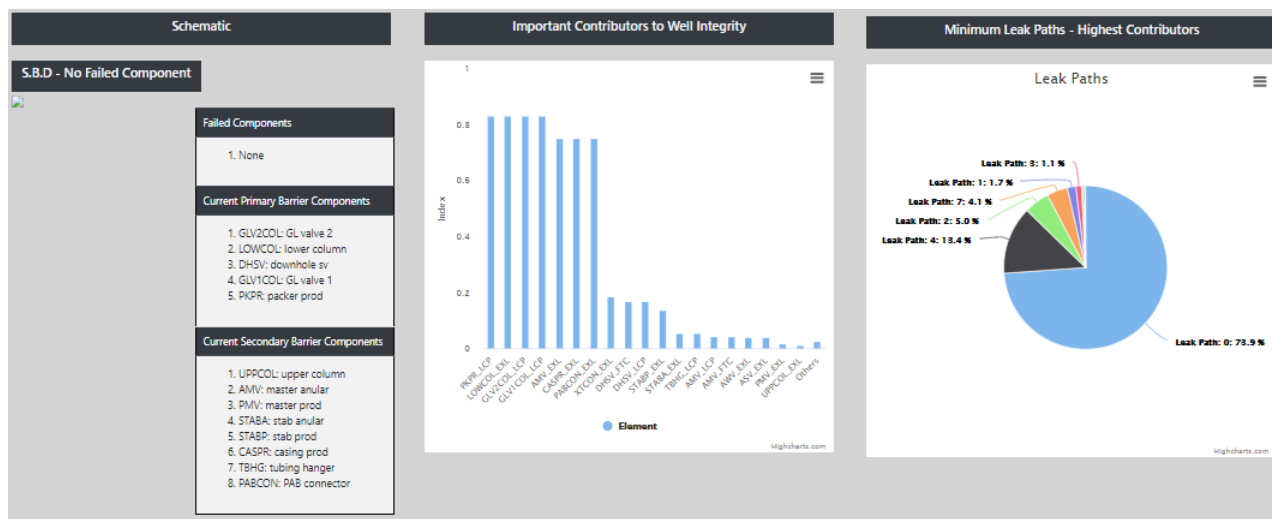 Schematic
S.B.D - No Failed Component
Failed Components
1. None
Current Primary Barrier Components
1. GLV2COL: GL valve 2
2. LOWCOL: lower column
3. DHSV: downhole sv
4. GLV1COL: GL valve 1
5. PKPR: packer prod
Current Secondary Barrier Components
1. UPPCOL: upper column
2. AMV: master anular
3. PMV: master prod
4. STABA: stab anular
5. STABP: stab prod
6. CASPR: casing prod
7. TBHG: tubing hanger
8. PABCON: PAB connector
Important Contributors to Well Integrity
1
0.8
0.6
0.4
0.2
0
Index
PKPR_LCP
LOWCOL_EXL
GLV2COL_LCP
GLV1COL_LCP
AMV_EXL
CASPR_EXL
PABCON_EXL
XTCON_EXL
DHSV_FTC
DHSV_LCP
STABP_EXL
STABA_EXL
TBHG_LCP
AMV_LCP
AMV_FTC
AWV_EXL
ASV_EXL
PMV_EXL
UPPCOL_EXL
Others
Element
Highcharts.com
Minimum Leak Paths - Highest Contributors
Leak Paths
Leak Path: 3: 1.1 %
Leak Path: 1: 1.7 %
Leak Path: 7: 4.1 %
Leak Path: 2: 5.0 %
Leak Path: 4: 13.4 %
Leak Path: 0: 73.9 %
Highcharts.com